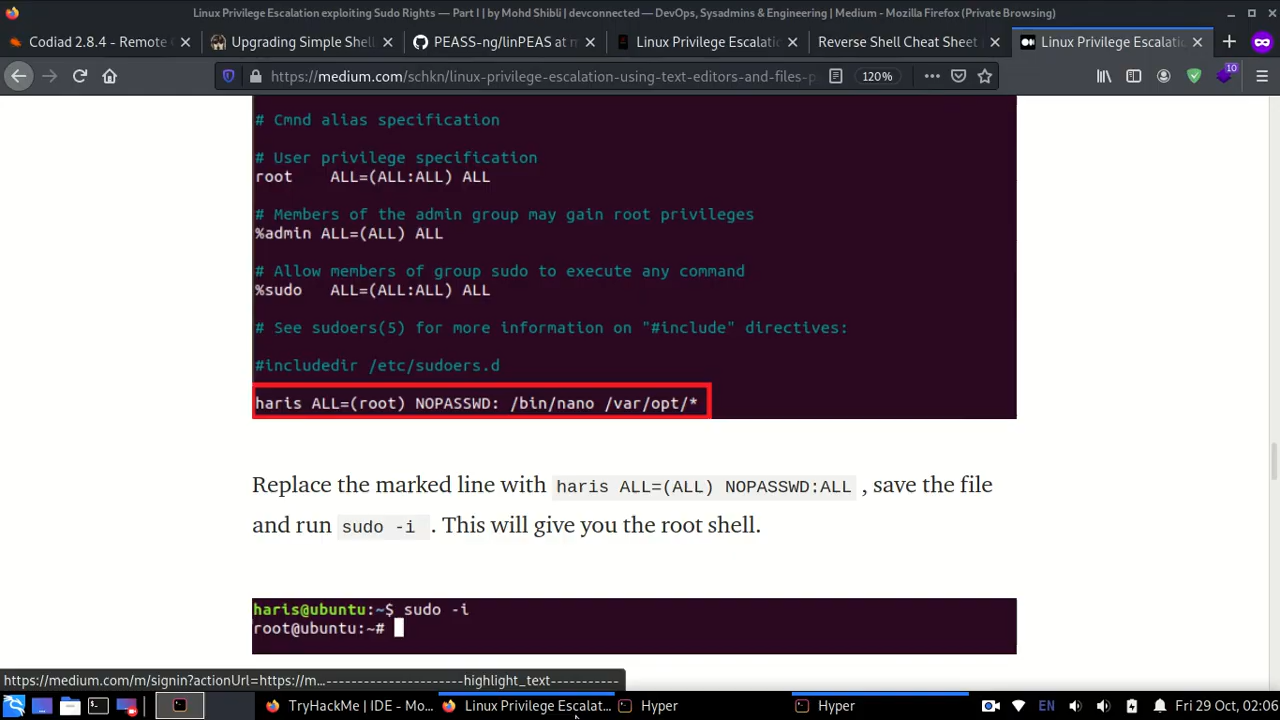 Linux Privilege Escalation exploiting Sudo Rights — Part I | by Mohd Shibli | devconnected — DevOps, Sysadmins & Engineering | Medium - Mozilla Firefox (Private Browsing)
Codiad 2.8.4 - Remote C
Upgrading Simple Shell
PEASS-ng/linPEAS at m
Linux Privilege Escalatio
Reverse Shell Cheat Sheet
Linux Privilege Escalati
https://medium.com/schkn/linux-privilege-escalation-using-text-editors-and-files-p
120%
10
# Cmnd alias specification
# User privilege specification
root ALL=(ALL:ALL) ALL
# Members of the admin group may gain root privileges
%admin ALL=(ALL) ALL
# Allow members of group sudo to execute any command
%sudo ALL=(ALL:ALL) ALL
# See sudoers(5) for more information on "#include" directives:
#includedir /etc/sudoers.d
haris ALL=(root) NOPASSWD: /bin/nano /var/opt/*
Replace the marked line with haris ALL=(ALL) NOPASSWD:ALL , save the file
and run sudo -i . This will give you the root shell.
haris@ubuntu:~$ sudo -i
root@ubuntu:~#
https://medium.com/m/signin?actionUrl=https://m...----------------------highlight_text-----------
TryHackMe | IDE - Mo...
Linux Privilege Escalat...
Hyper
Hyper
EN
Fri 29 Oct, 02:06